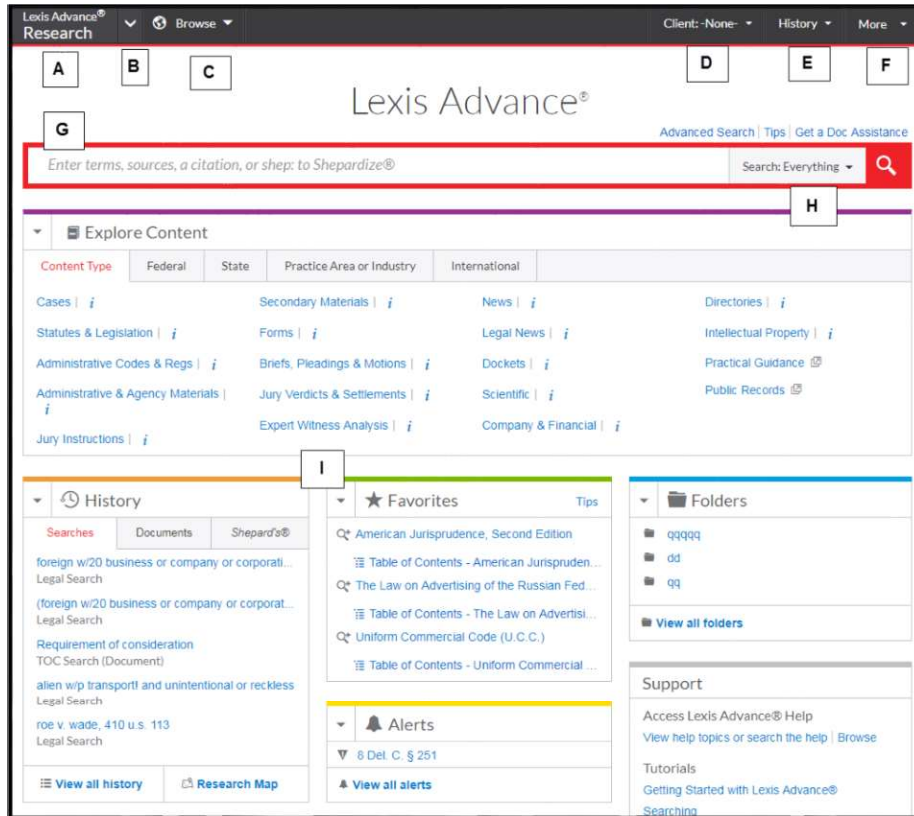 Lexis Advance®
Research
Browse
Client: -None-
History
More
A
B
C
D
E
F
Lexis Advance®
G
Advanced Search | Tips | Get a Doc Assistance
Enter terms, sources, a citation, or shep: to Shepardize®
Search: Everything
H
Explore Content
Content Type
Federal
State
Practice Area or Industry
International
Cases | i
Secondary Materials | i
News | i
Directories | i
Statutes & Legislation | i
Forms | i
Legal News | i
Intellectual Property | i
Administrative Codes & Regs | i
Briefs, Pleadings & Motions | i
Dockets | i
Practical Guidance
Administrative & Agency Materials |
i
Jury Verdicts & Settlements | i
Scientific | i
Public Records
Jury Instructions | i
Expert Witness Analysis | i
Company & Financial | i
I
History
Searches
Documents
Shepard's®
foreign w/20 business or company or corporati...
Legal Search
(foreign w/20 business or company or corporat...
Legal Search
Requirement of consideration
TOC Search (Document)
alien w/p transport! and unintentional or reckless
Legal Search
roe v. wade, 410 u.s. 113
Legal Search
View all history
Research Map
Favorites
Tips
American Jurisprudence, Second Edition
Table of Contents - American Jurispruden...
The Law on Advertising of the Russian Fed...
Table of Contents - The Law on Advertisi...
Uniform Commercial Code (U.C.C.)
Table of Contents - Uniform Commercial ...
Alerts
8 Del. C. § 251
View all alerts
Folders
qqqqq
dd
qq
View all folders
Support
Access Lexis Advance® Help
View help topics or search the help | Browse
Tutorials
Getting Started with Lexis Advance®
Searching